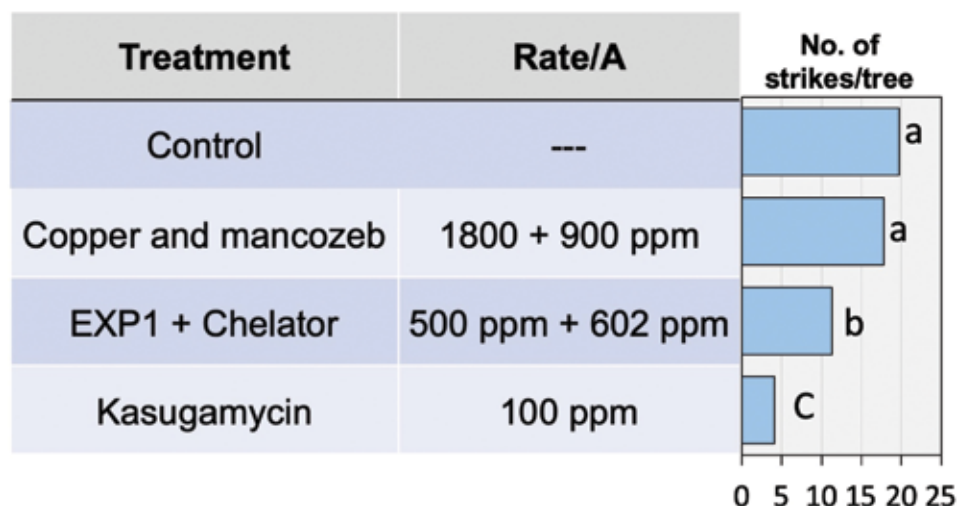 Treatment Rate/A No. of
strikes/tree
Control --- a
Copper and mancozeb 1800 + 900 ppm a
EXP1 + Chelator 500 ppm + 602 ppm b
Kasugamycin 100 ppm C
0 5 10 15 20 25